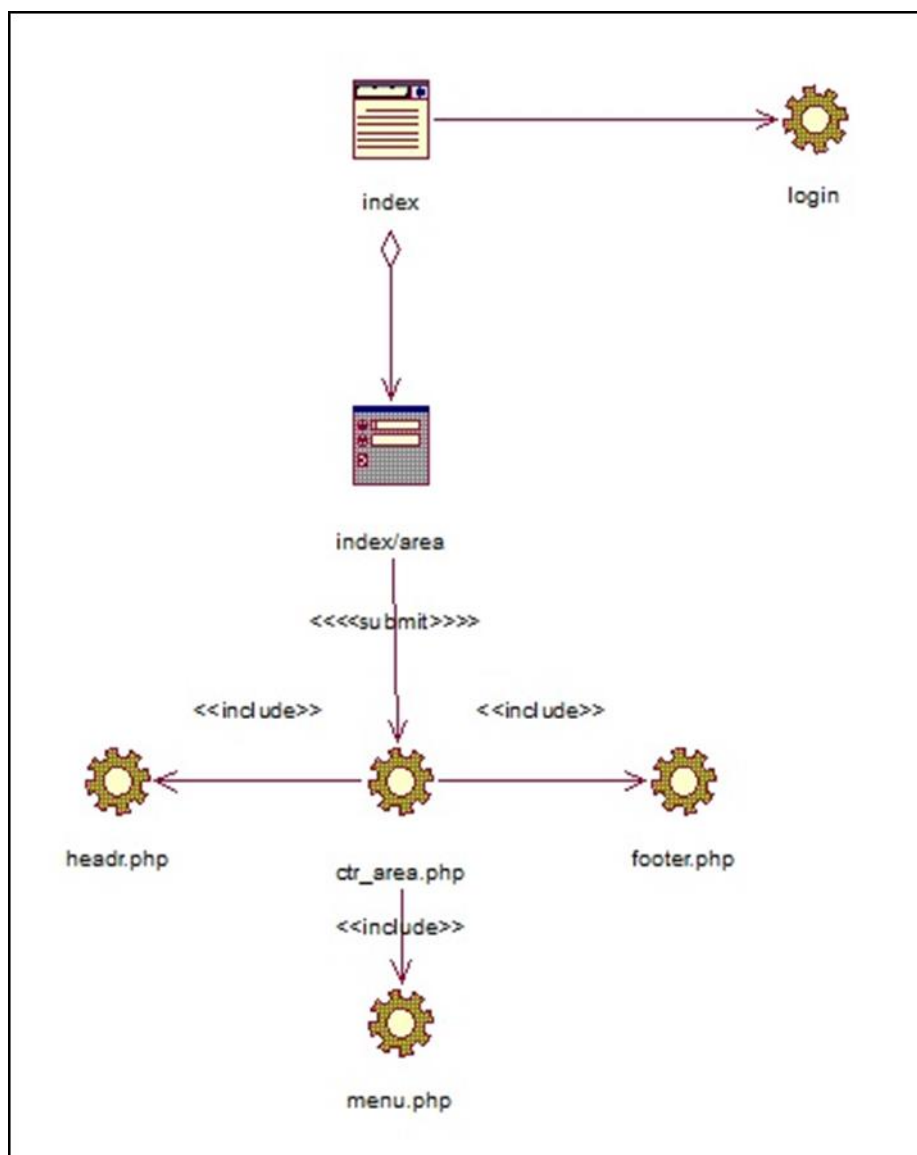 index
login
index/area
<<<<submit>>>>
<<include>>
<<include>>
headr.php
ctr_area.php
footer.php
<<include>>
menu.php